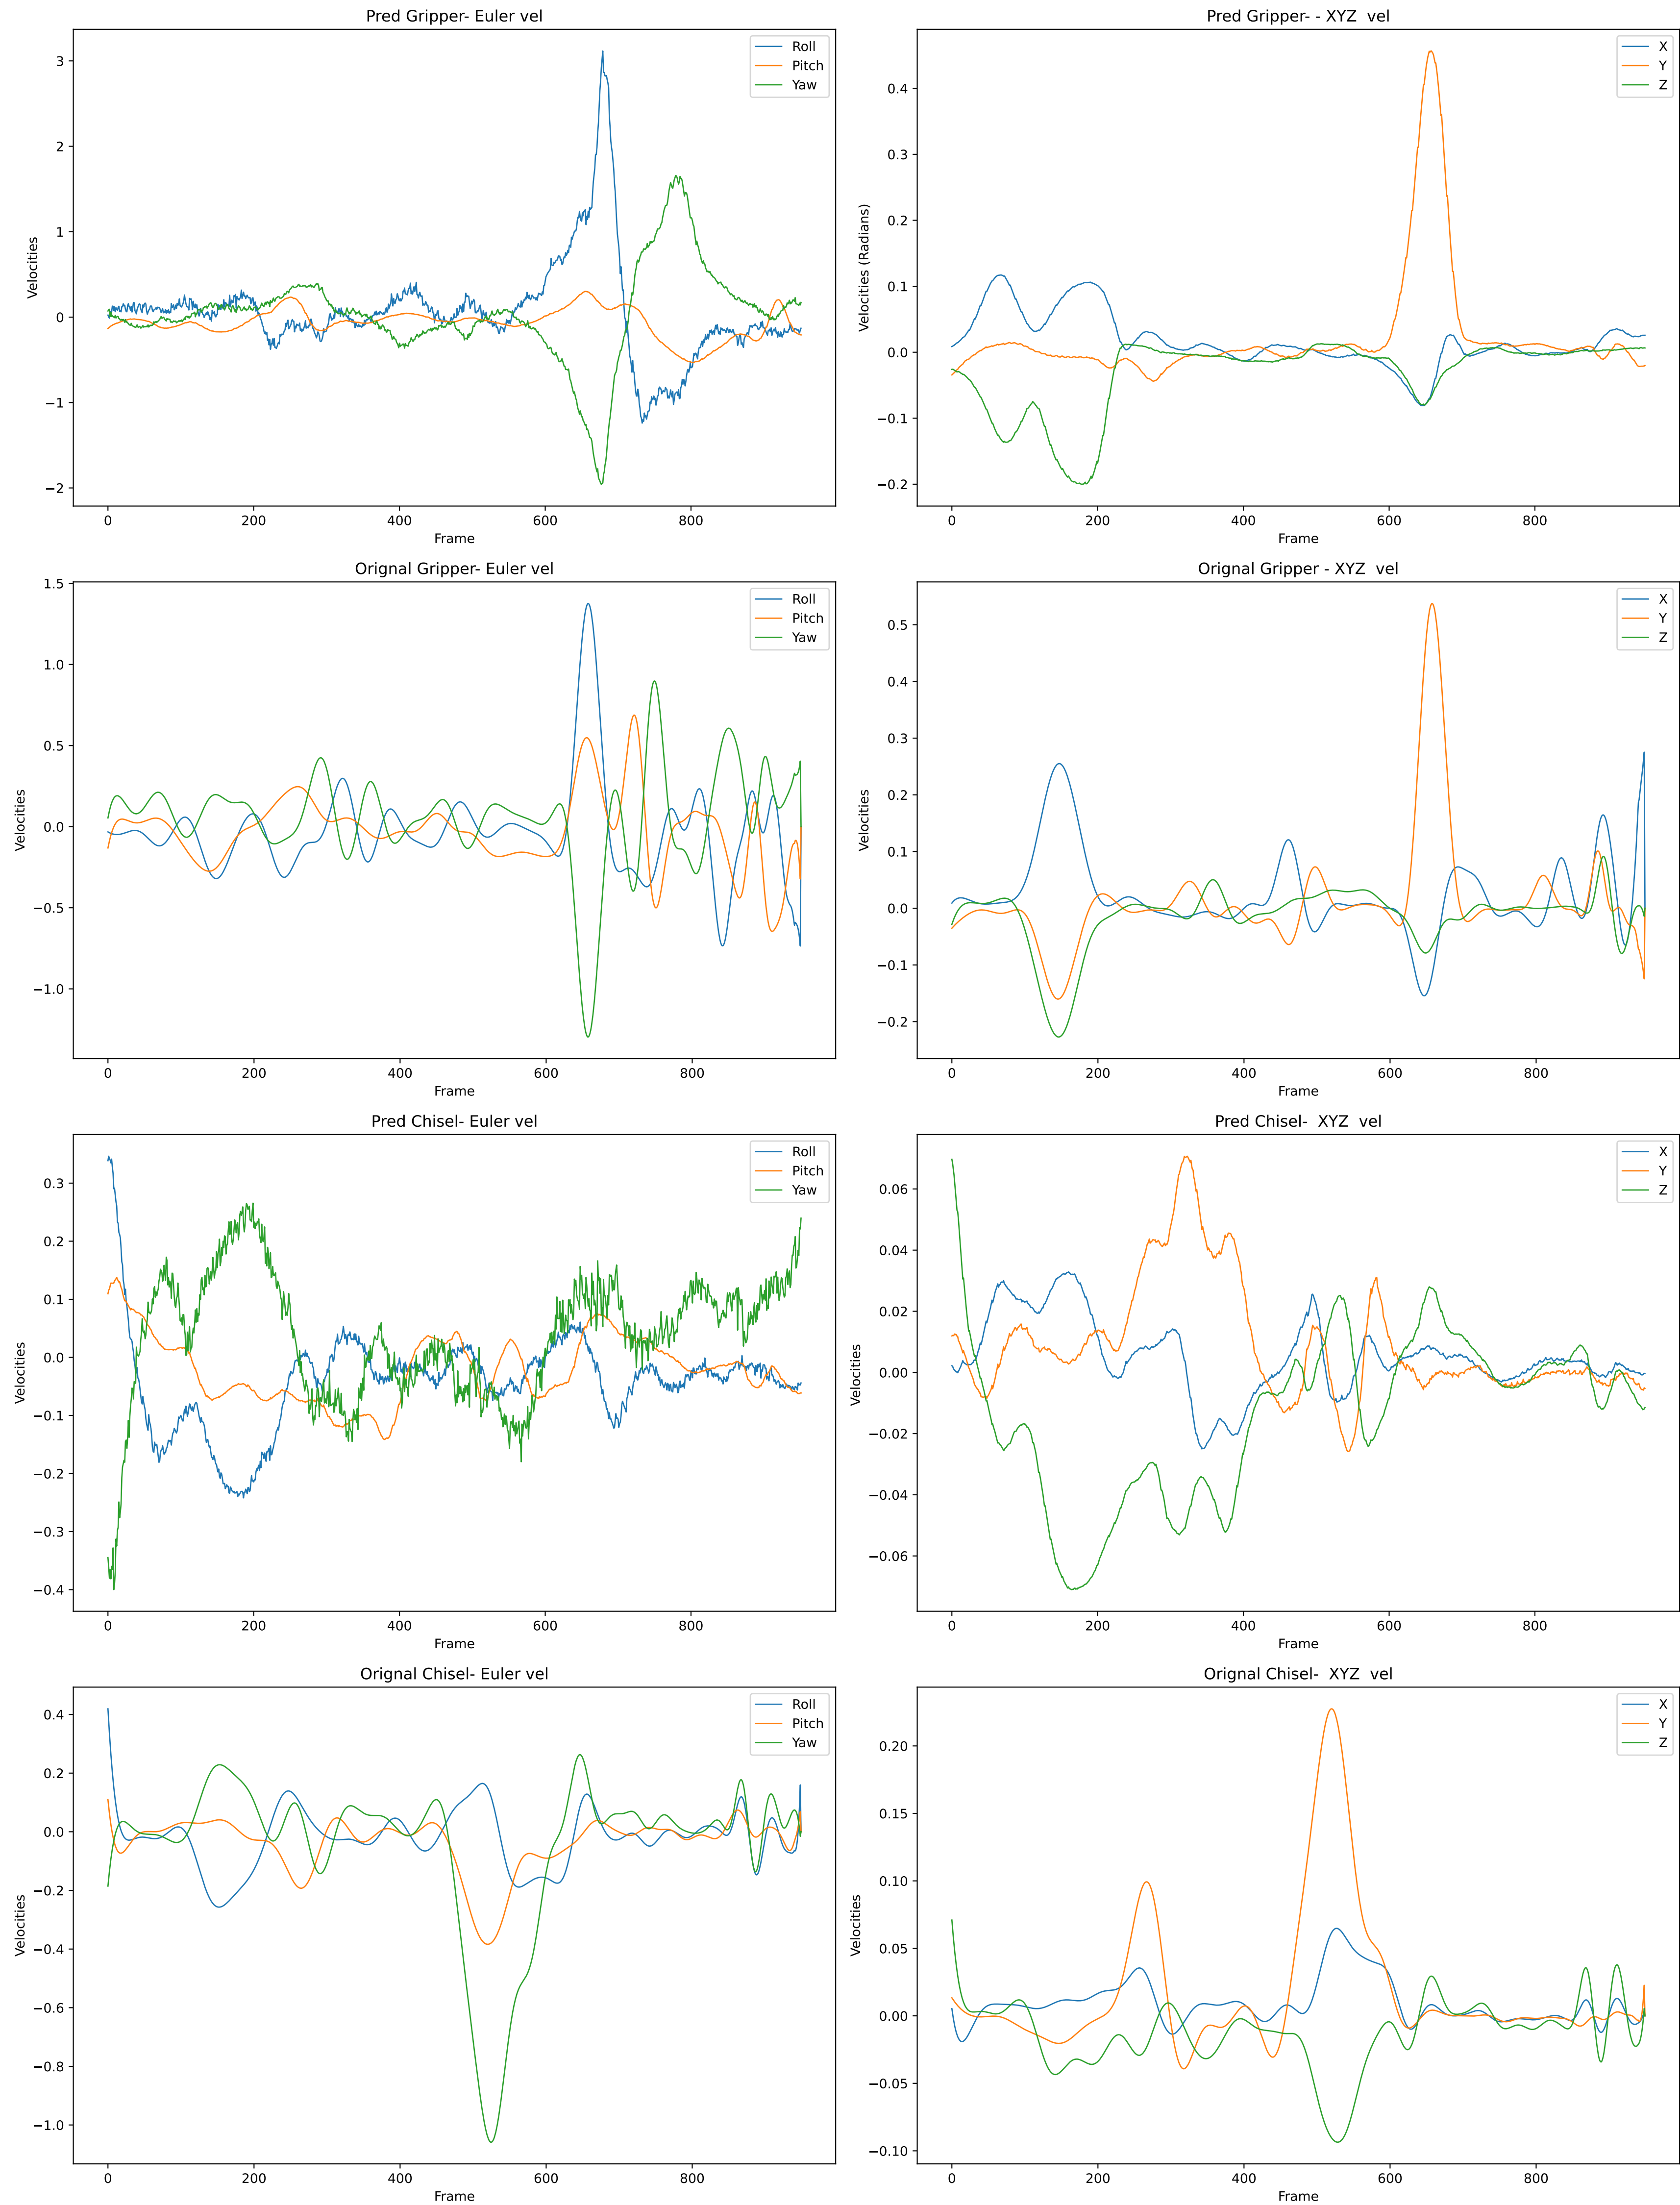 Pred Gripper- Euler vel
Roll
Pitch
Yaw
3
2
1
0
−1
−2
Velocities
0 200 400 600 800
Frame
Pred Gripper- - XYZ  vel
X
Y
Z
0.4
0.3
0.2
0.1
0.0
−0.1
−0.2
Velocities (Radians)
0 200 400 600 800
Frame
Orignal Gripper- Euler vel
Roll
Pitch
Yaw
1.5
1.0
0.5
0.0
−0.5
−1.0
Velocities
0 200 400 600 800
Frame
Orignal Gripper - XYZ  vel
X
Y
Z
0.5
0.4
0.3
0.2
0.1
0.0
−0.1
−0.2
Velocities
0 200 400 600 800
Frame
Pred Chisel- Euler vel
Roll
Pitch
Yaw
0.3
0.2
0.1
0.0
−0.1
−0.2
−0.3
−0.4
Velocities
0 200 400 600 800
Frame
Pred Chisel-  XYZ  vel
X
Y
Z
0.06
0.04
0.02
0.00
−0.02
−0.04
−0.06
Velocities
0 200 400 600 800
Frame
Orignal Chisel- Euler vel
Roll
Pitch
Yaw
0.4
0.2
0.0
−0.2
−0.4
−0.6
−0.8
−1.0
Velocities
0 200 400 600 800
Frame
Orignal Chisel-  XYZ  vel
X
Y
Z
0.20
0.15
0.10
0.05
0.00
−0.05
−0.10
Velocities
0 200 400 600 800
Frame